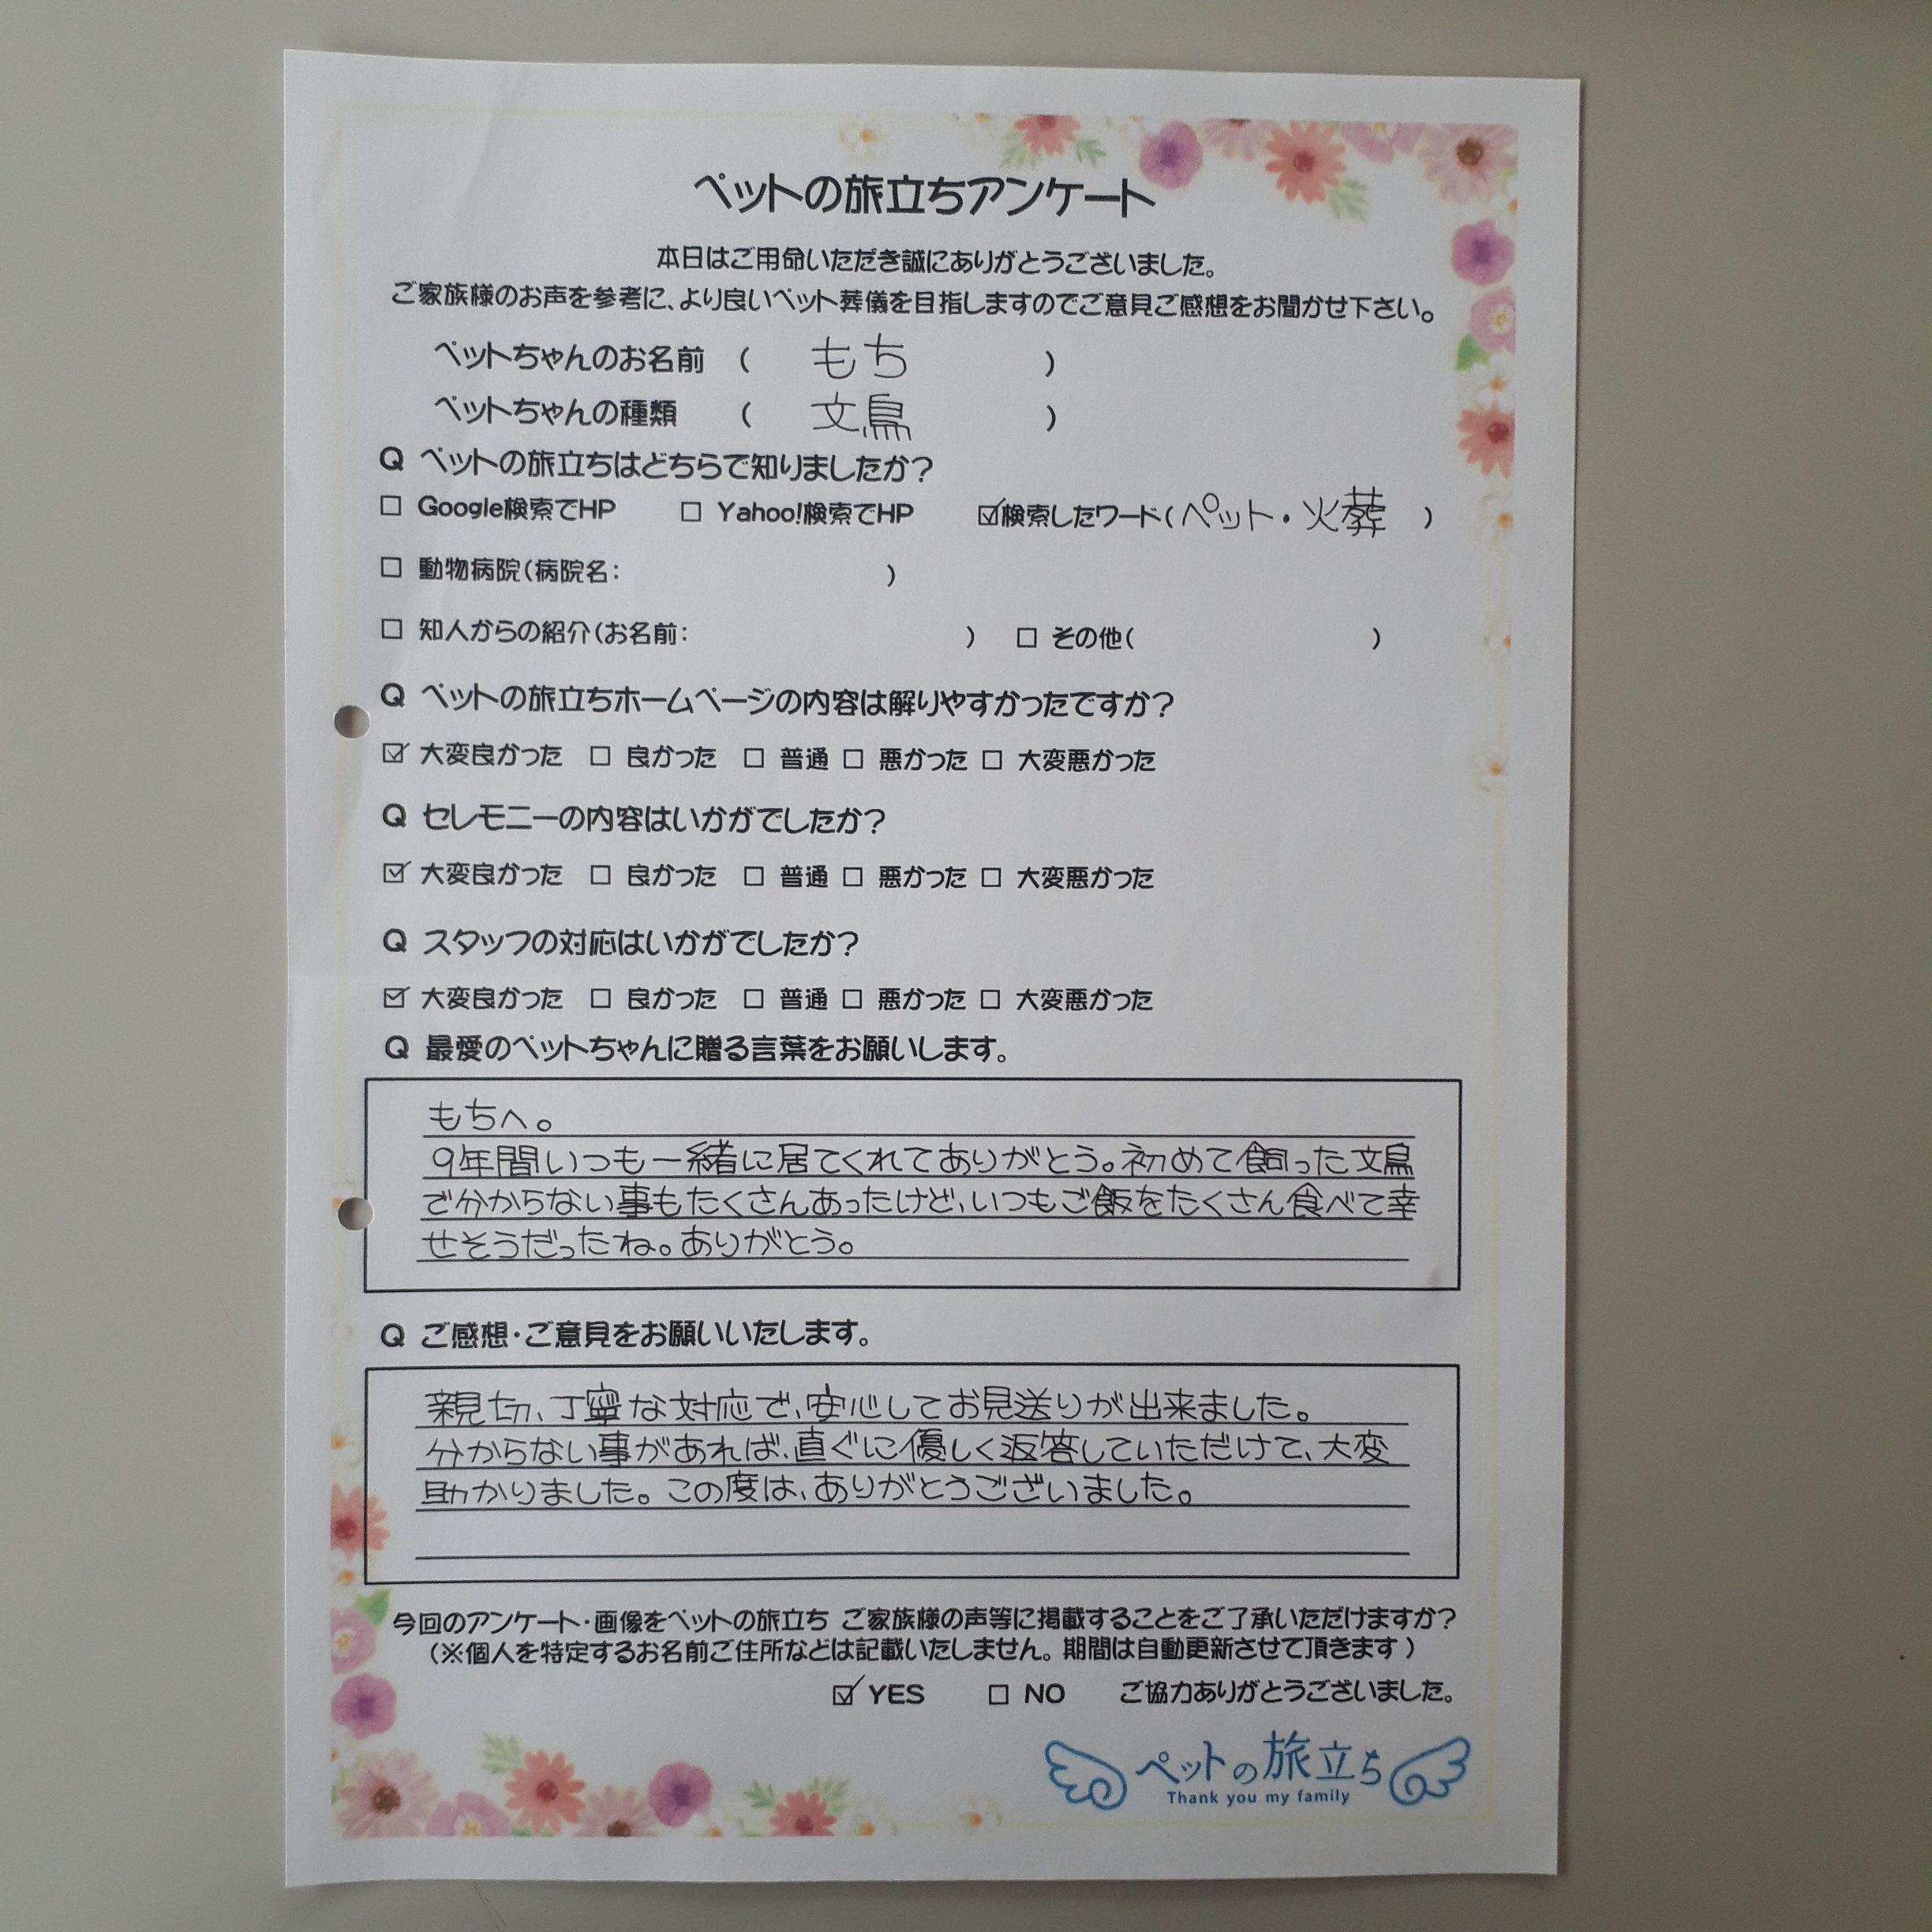 ペットの旅立ちアンケート
本日はご用命いただき誠にありがとうございました。
ご家族様のお声を参考に、より良いペット葬儀を目指しますのでご意見ご感想をお聞かせ下さい。
ペットちゃんのお名前 ( もち )
ペットちゃんの種類 ( 文鳥 )
Q ペットの旅立ちはどちらで知りましたか?
☐ Google検索でHP ☐ Yahoo!検索でHP ☑検索したワード(ペット・火葬 )
☐ 動物病院(病院名: )
☐ 知人からの紹介(お名前: ) ☐ その他( )
Q ペットの旅立ちホームページの内容は解りやすかったですか?
☑ 大変良かった ☐ 良かった ☐ 普通 ☐ 悪かった ☐ 大変悪かった
Q セレモニーの内容はいかがでしたか?
☑ 大変良かった ☐ 良かった ☐ 普通 ☐ 悪かった ☐ 大変悪かった
Q スタッフの対応はいかがでしたか?
☑ 大変良かった ☐ 良かった ☐ 普通 ☐ 悪かった ☐ 大変悪かった
Q 最愛のペットちゃんに贈る言葉をお願いします。
もちへ。
9年間いつも一緒に居てくれてありがとう。初めて飼った文鳥
で分からない事もたくさんあったけど、いつもご飯をたくさん食べて幸
せそうだったね。ありがとう。
Q ご感想・ご意見をお願いいたします。
親切、丁寧な対応で、安心してお見送りが出来ました。
分からない事があれば、直ぐに優しく返答していただけて、大変
助かりました。この度は、ありがとうございました。
今回のアンケート・画像をペットの旅立ち ご家族様の声等に掲載することをご了承いただけますか?
(※個人を特定するお名前ご住所などは記載いたしません。期間は自動更新させて頂きます)
☑ YES ☐ NO ご協力ありがとうございました。
ペットの旅立ち
Thank you my family